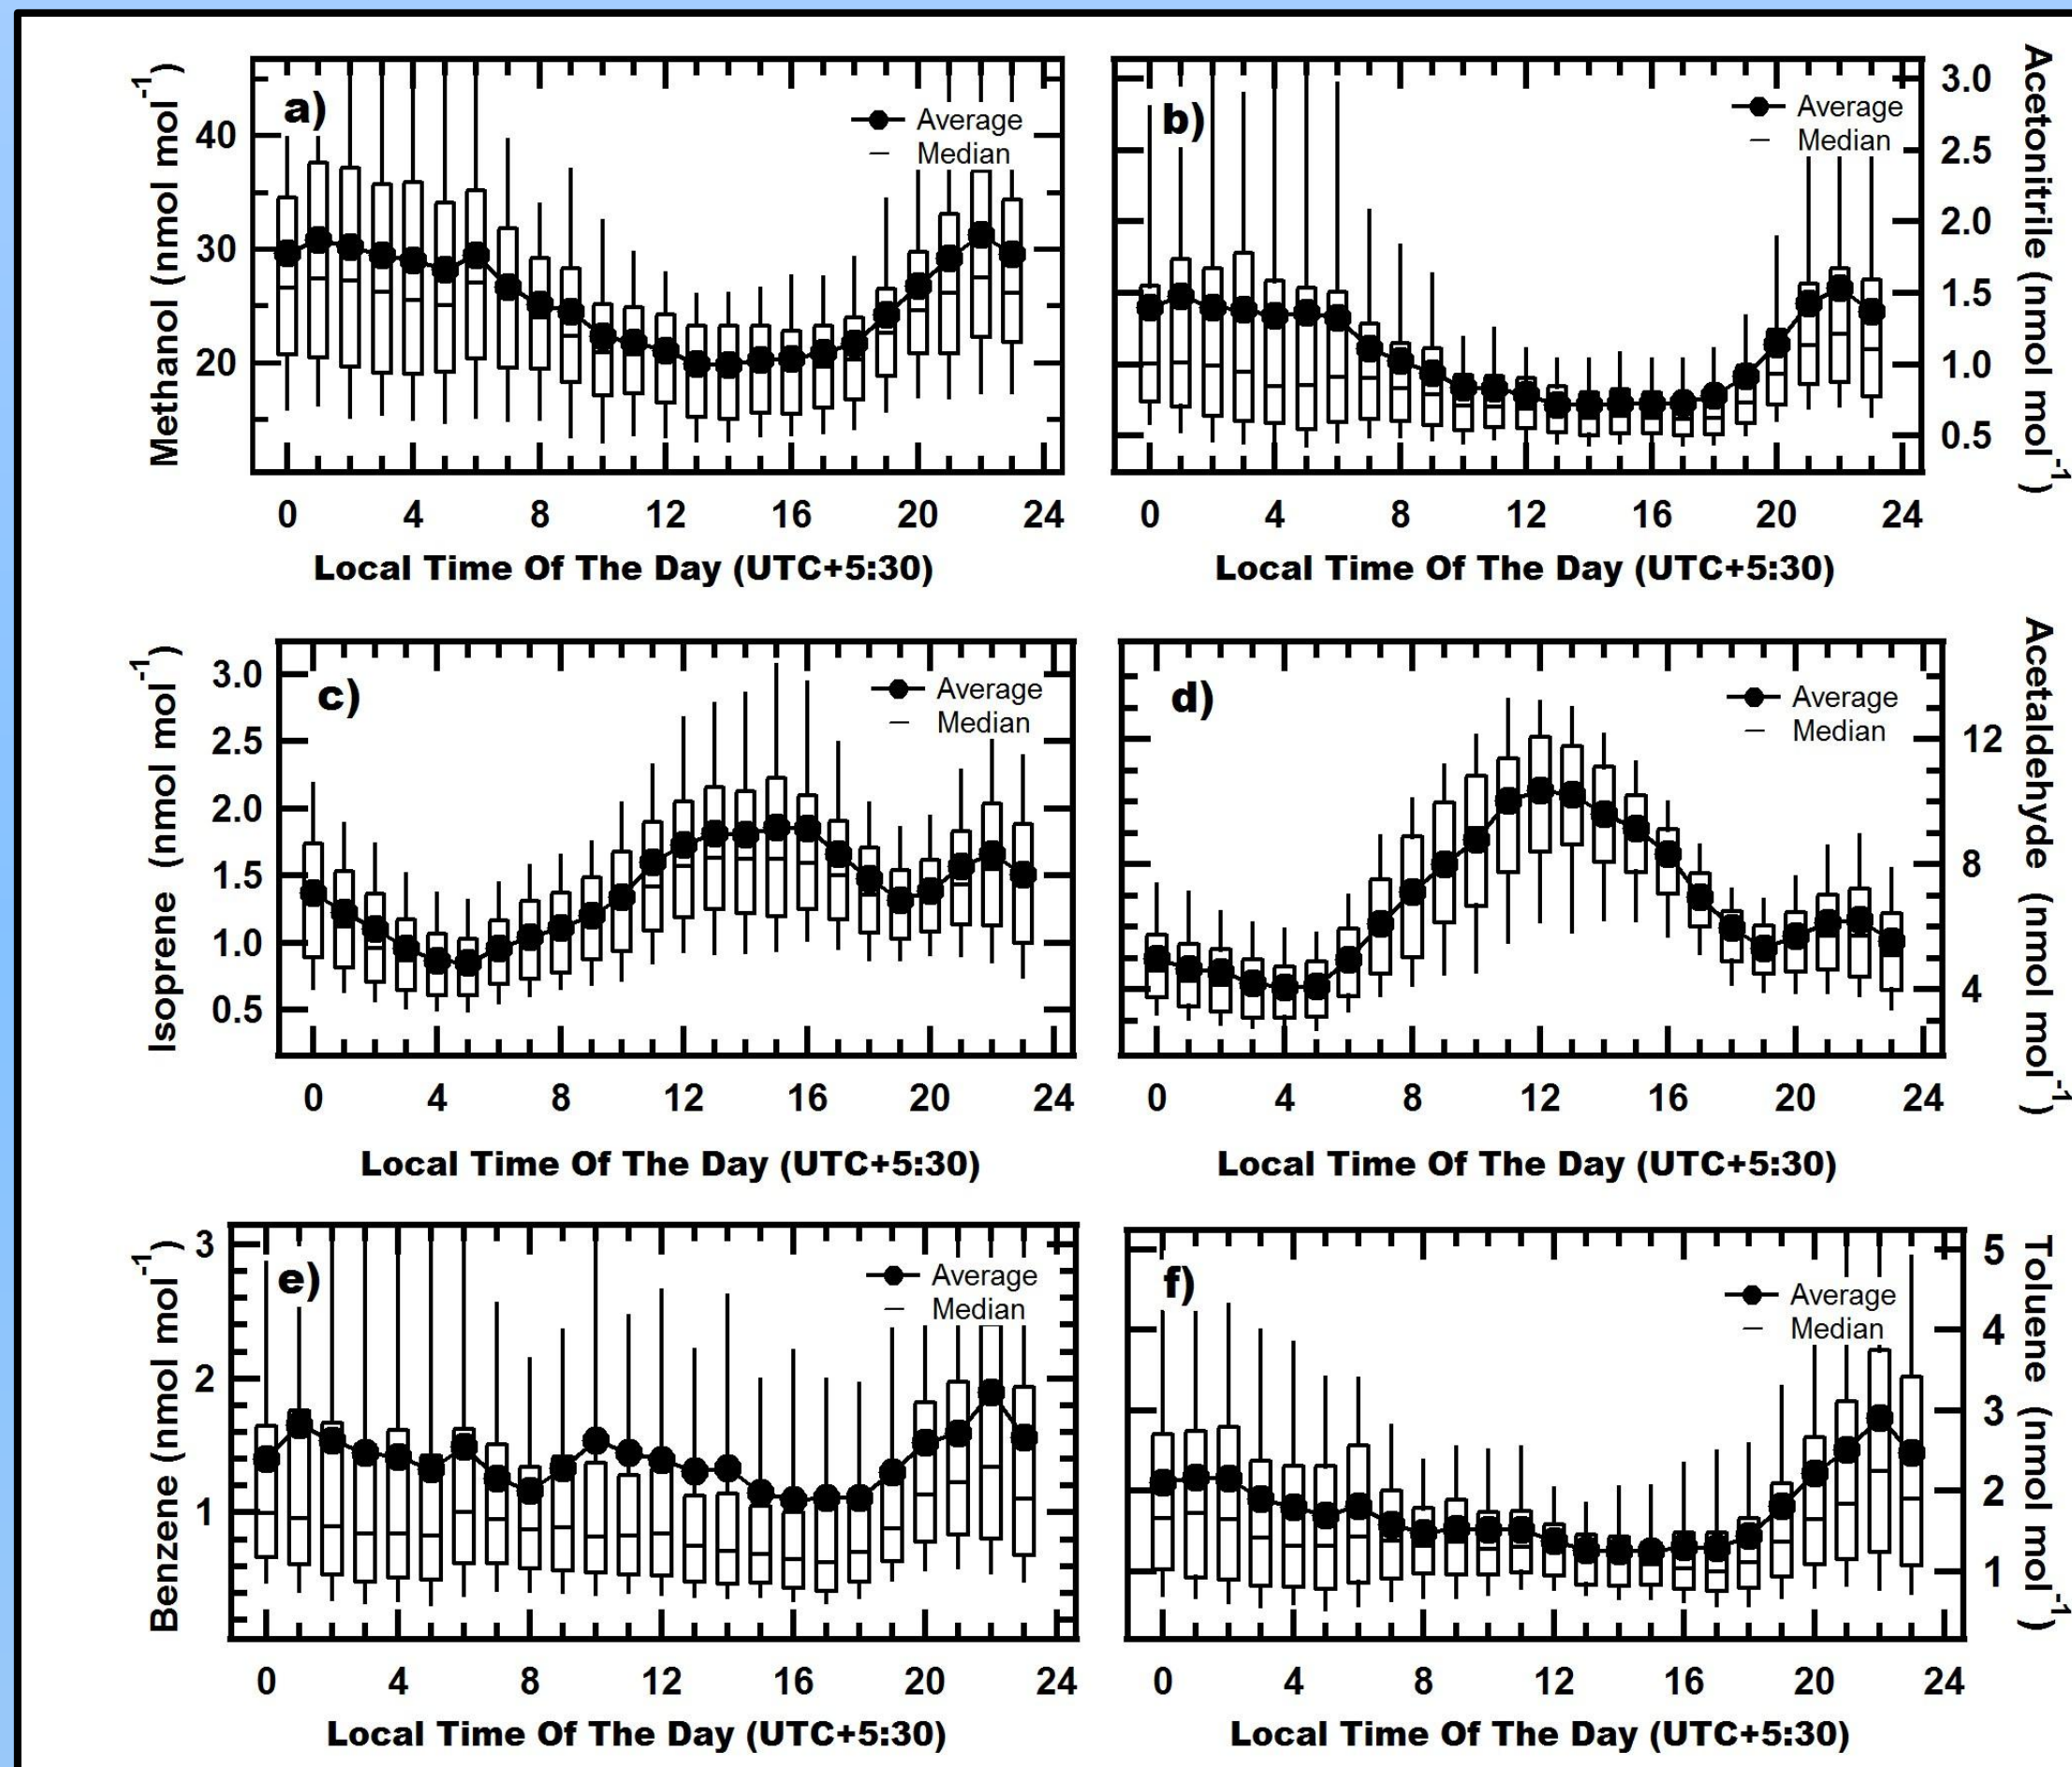 a)
Average
Median
Methanol (nmol mol-1)
40
30
20
0 4 8 12 16 20 24
Local Time Of The Day (UTC+5:30)
b)
Average
Median
Acetonitrile (nmol mol-1)
3.0
2.5
2.0
1.5
1.0
0.5
0 4 8 12 16 20 24
Local Time Of The Day (UTC+5:30)
c)
Average
Median
Isoprene (nmol mol-1)
3.0
2.5
2.0
1.5
1.0
0.5
0 4 8 12 16 20 24
Local Time Of The Day (UTC+5:30)
d)
Average
Median
Acetaldehyde (nmol mol-1)
12
8
4
0 4 8 12 16 20 24
Local Time Of The Day (UTC+5:30)
e)
Average
Median
Benzene (nmol mol-1)
3
2
1
0 4 8 12 16 20 24
Local Time Of The Day (UTC+5:30)
f)
Average
Median
Toluene (nmol mol-1)
5
4
3
2
1
0 4 8 12 16 20 24
Local Time Of The Day (UTC+5:30)